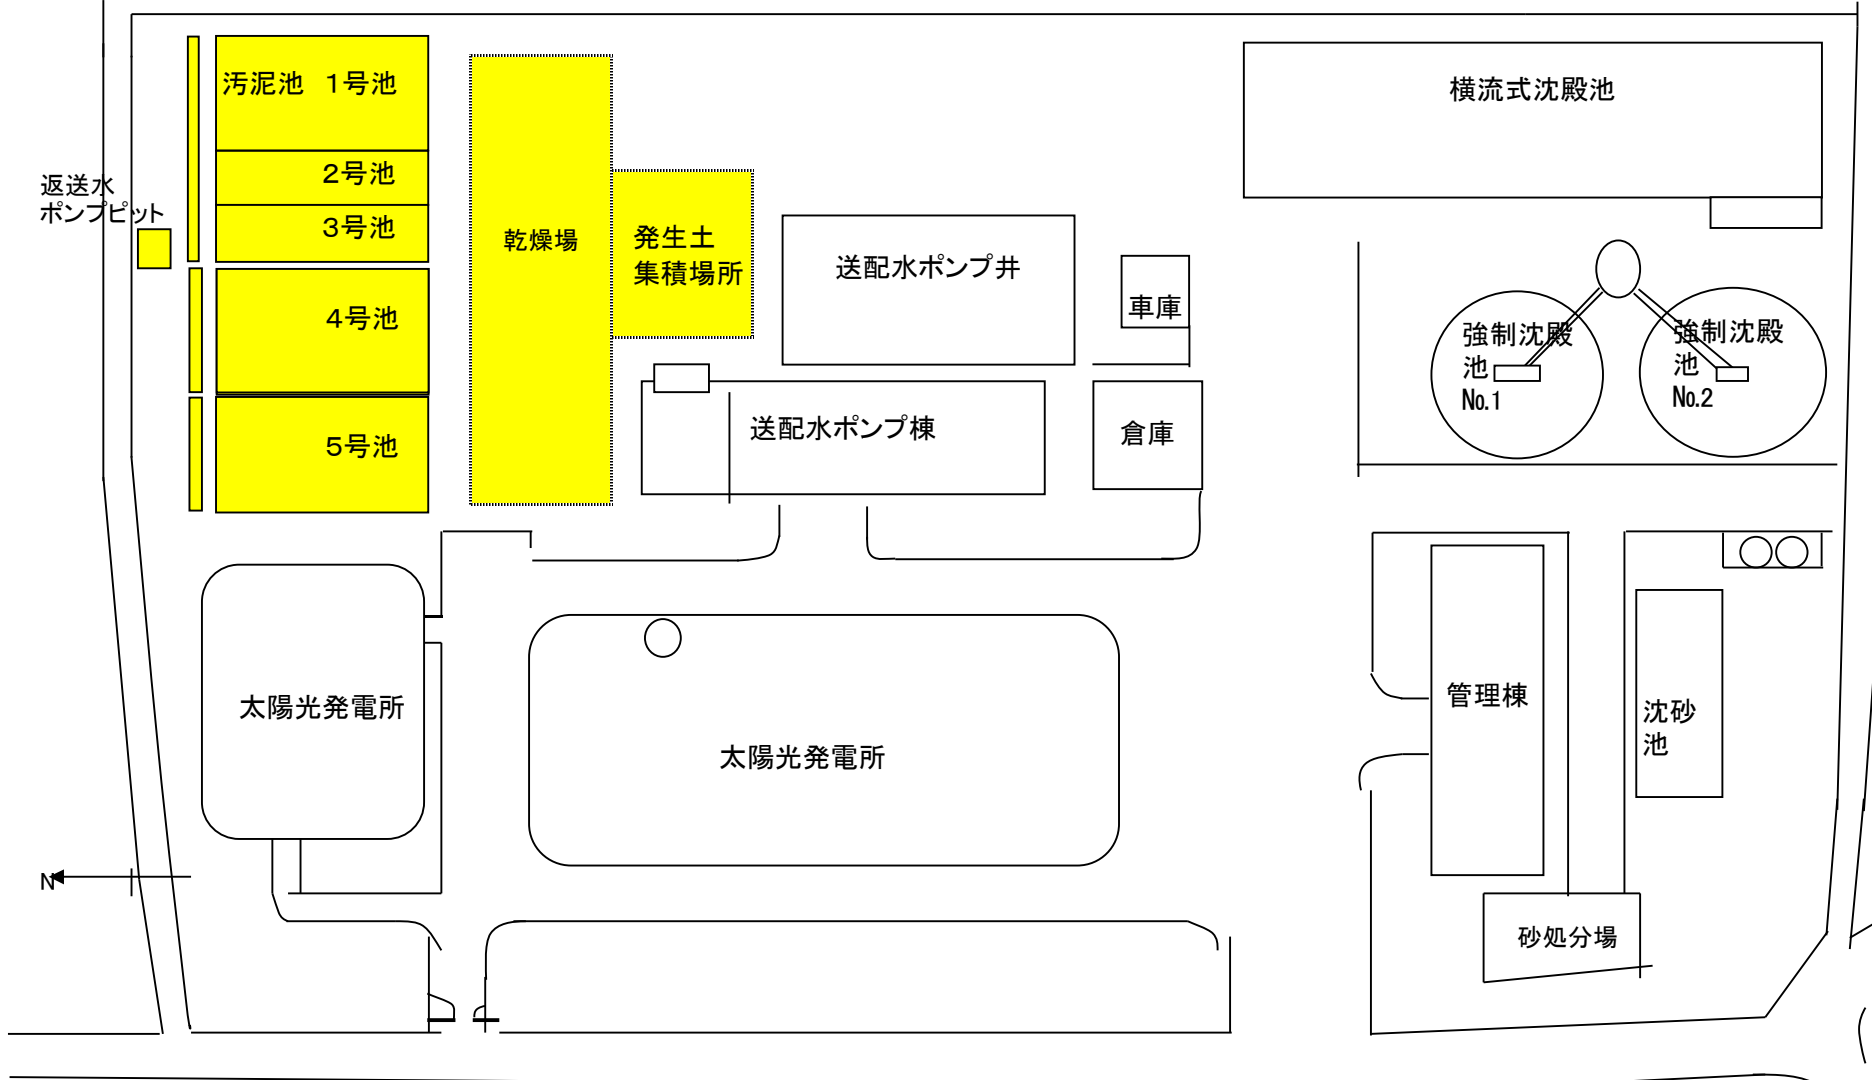 汚泥池　1号池
2号池
3号池
4号池
5号池
返送水
ポンプピット
乾燥場
発生土
集積場所
送配水ポンプ井
車庫
送配水ポンプ棟
倉庫
横流式沈殿池
強制沈殿
池
№1
強制沈殿
池
№2
太陽光発電所
太陽光発電所
管理棟
沈砂
池
砂処分場
N